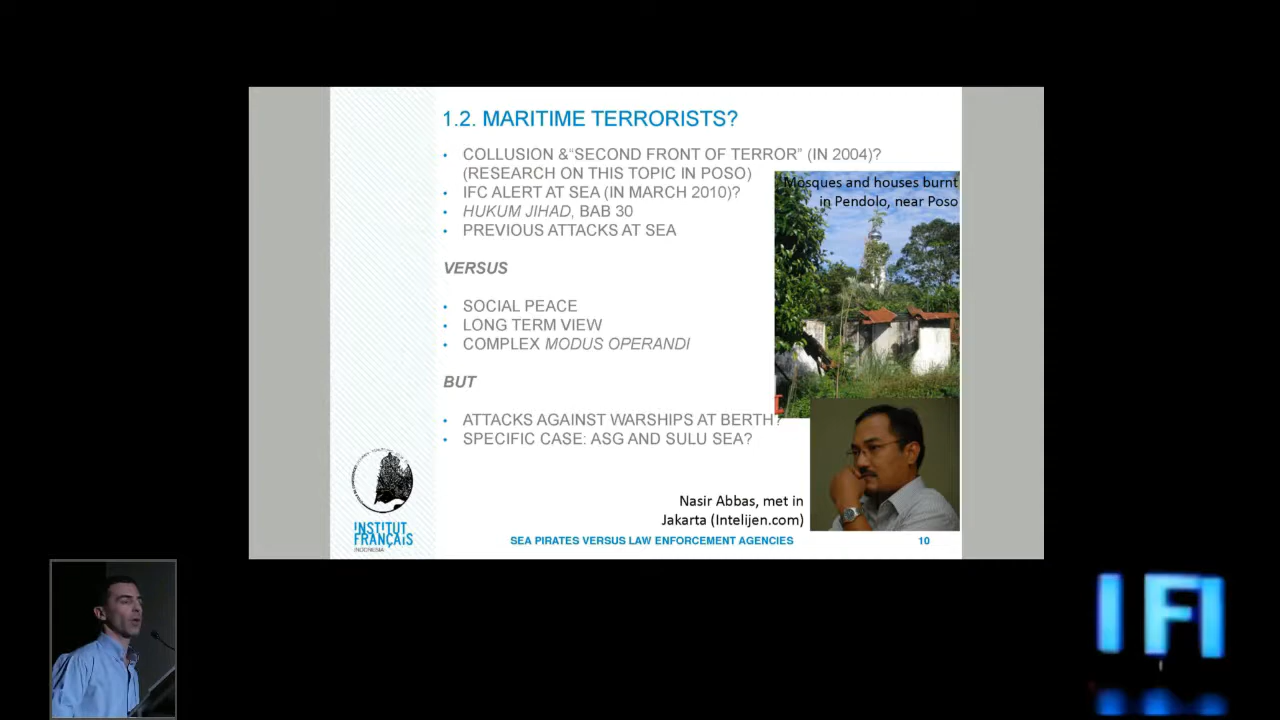 1.2. MARITIME TERRORISTS?
• COLLUSION &“SECOND FRONT OF TERROR” (IN 2004)?
(RESEARCH ON THIS TOPIC IN POSO)
• IFC ALERT AT SEA (IN MARCH 2010)?
• HUKUM JIHAD, BAB 30
• PREVIOUS ATTACKS AT SEA
VERSUS
• SOCIAL PEACE
• LONG TERM VIEW
• COMPLEX MODUS OPERANDI
BUT
• ATTACKS AGAINST WARSHIPS AT BERTH?
• SPECIFIC CASE: ASG AND SULU SEA?
Mosques and houses burnt
in Pendolo, near Poso
Nasir Abbas, met in
Jakarta (Intelijen.com)
INSTITUT
FRANÇAIS
INDONESIA
SEA PIRATES VERSUS LAW ENFORCEMENT AGENCIES
10
IFI